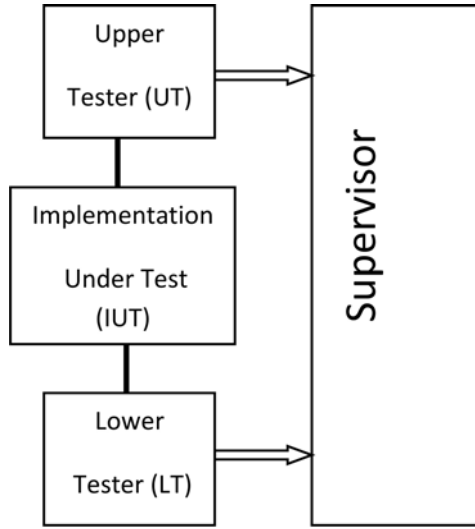 Upper
Tester (UT)
Implementation
Under Test
(IUT)
Lower
Tester (LT)
Supervisor